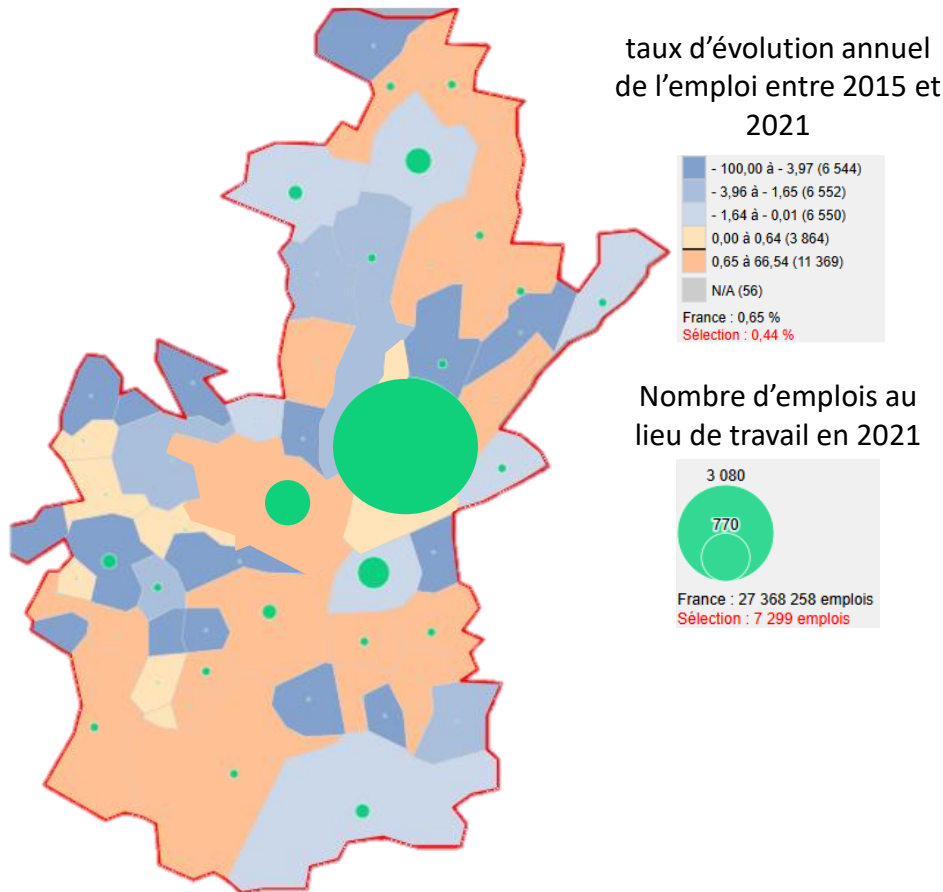 taux d’évolution annuel
de l’emploi entre 2015 et
2021
- 100,00 à - 3,97 (6 544)
- 3,96 à - 1,65 (6 552)
- 1,64 à - 0,01 (6 550)
0,00 à 0,64 (3 864)
0,65 à 66,54 (11 369)
N/A (56)
France : 0,65 %
Sélection : 0,44 %
Nombre d’emplois au
lieu de travail en 2021
3 080
770
France : 27 368 258 emplois
Sélection : 7 299 emplois